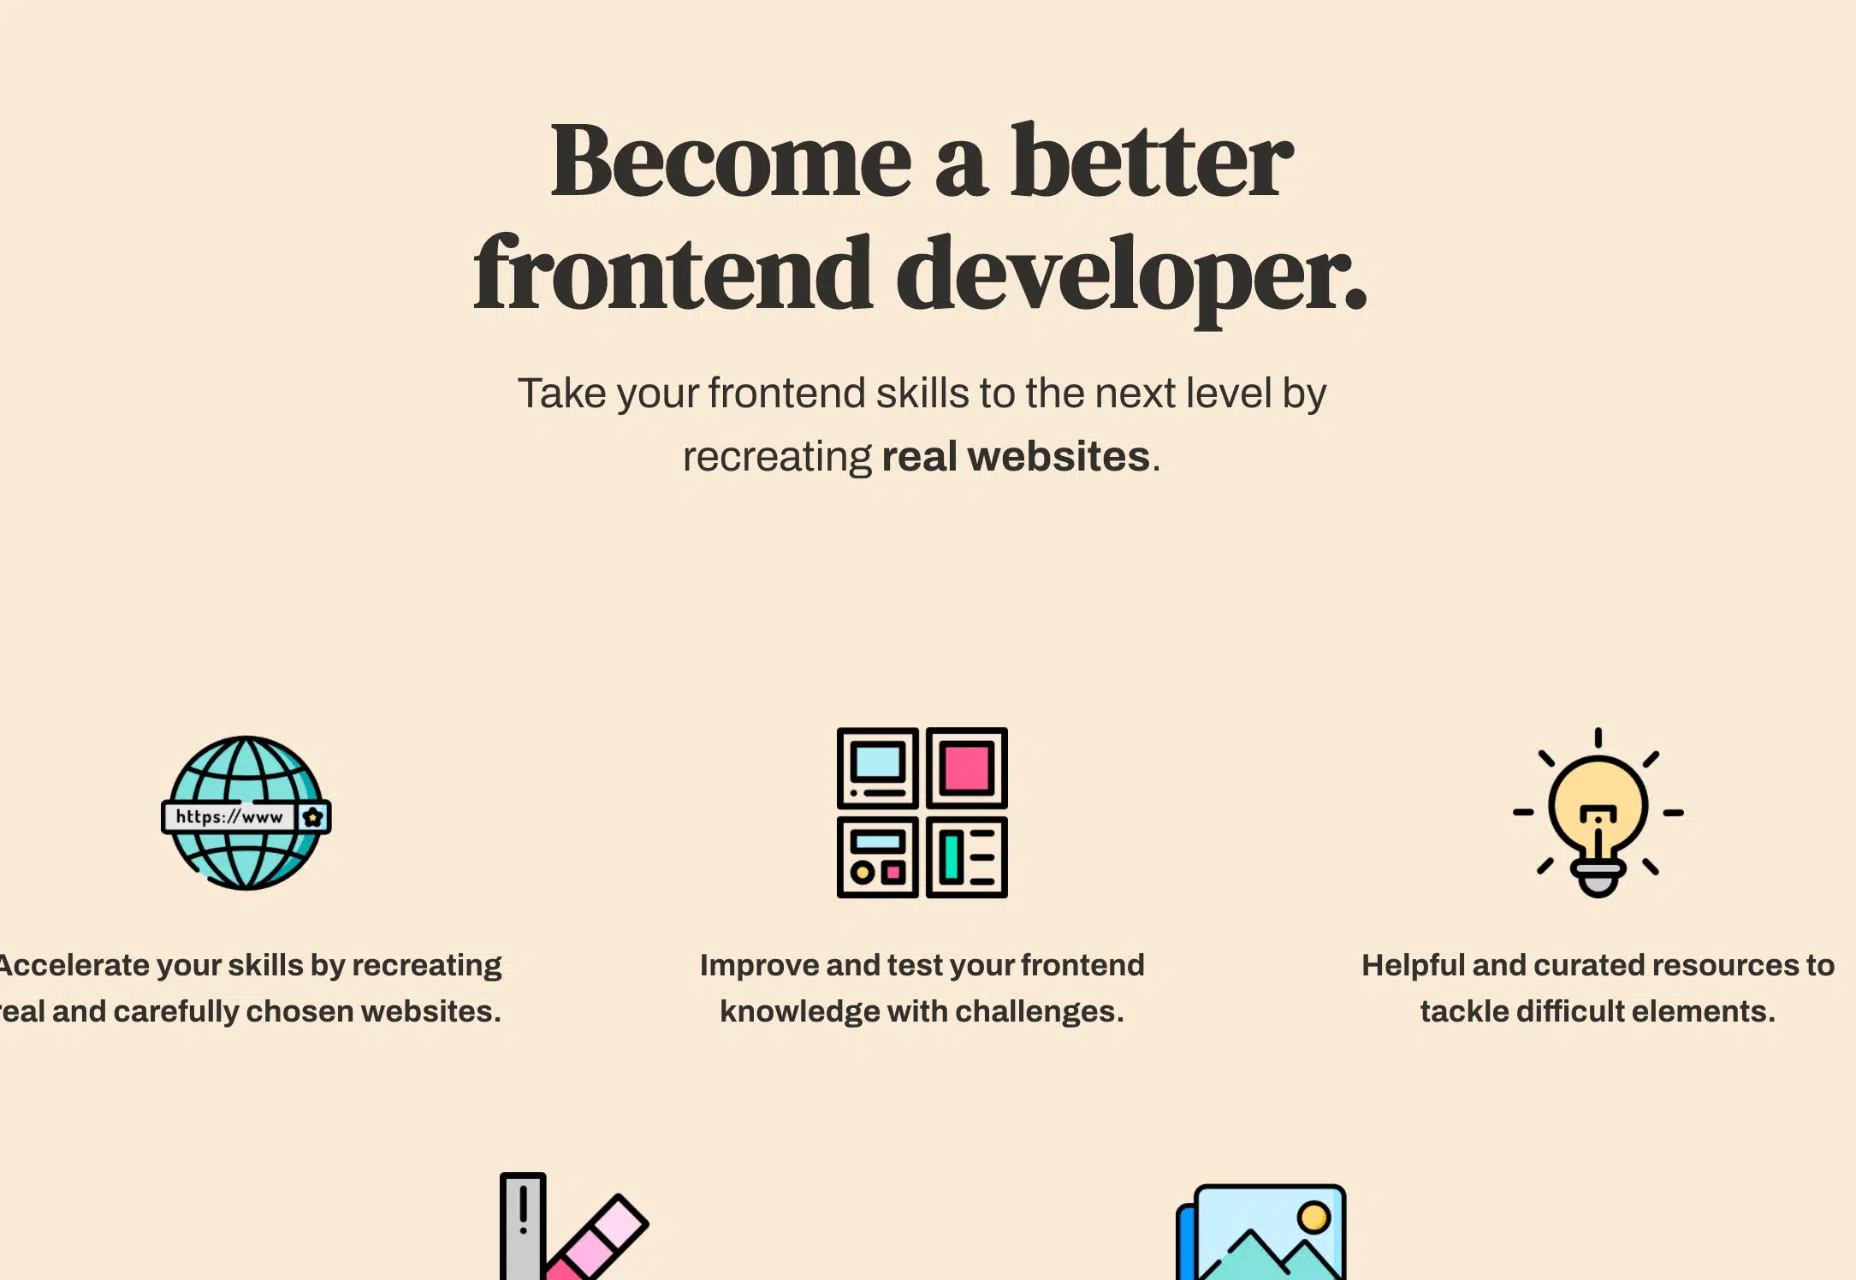 Become a better
frontend developer.
Take your frontend skills to the next level by
recreating real websites.
https://www
Accelerate your skills by recreating
real and carefully chosen websites.
Improve and test your frontend
knowledge with challenges.
Helpful and curated resources to
tackle difficult elements.